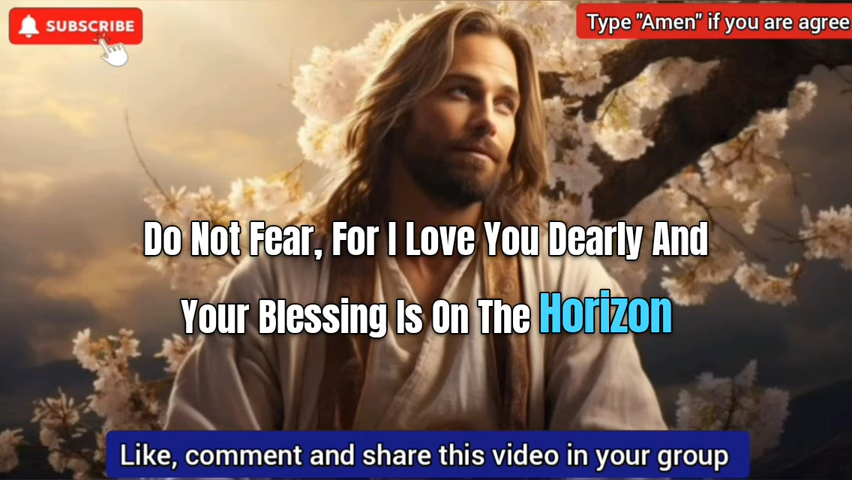 SUBSCRIBE
Type "Amen" if you are agree
Do Not Fear, For I Love You Dearly And
Your Blessing Is On The Horizon
Like, comment and share this video in your group